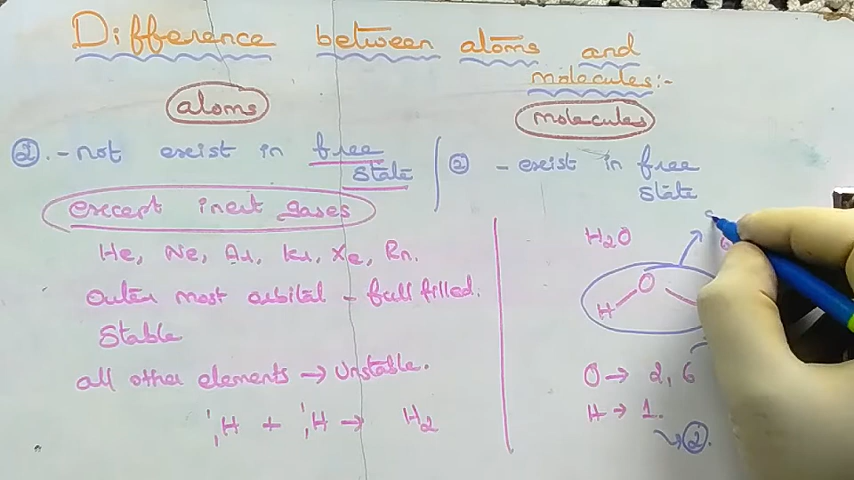 Difference between atoms and
molecules:-
atoms
② - not exist in free
state
except inert gases
He, Ne, Ar, Kr, Xe, Rn.
outer most orbital - full filled.
Stable
all other elements → Unstable.
¹₁H + ¹₁H → H₂
molecules
② - exist in free
state
H₂O
O
H
O → 2, 6
H → 1.
②.